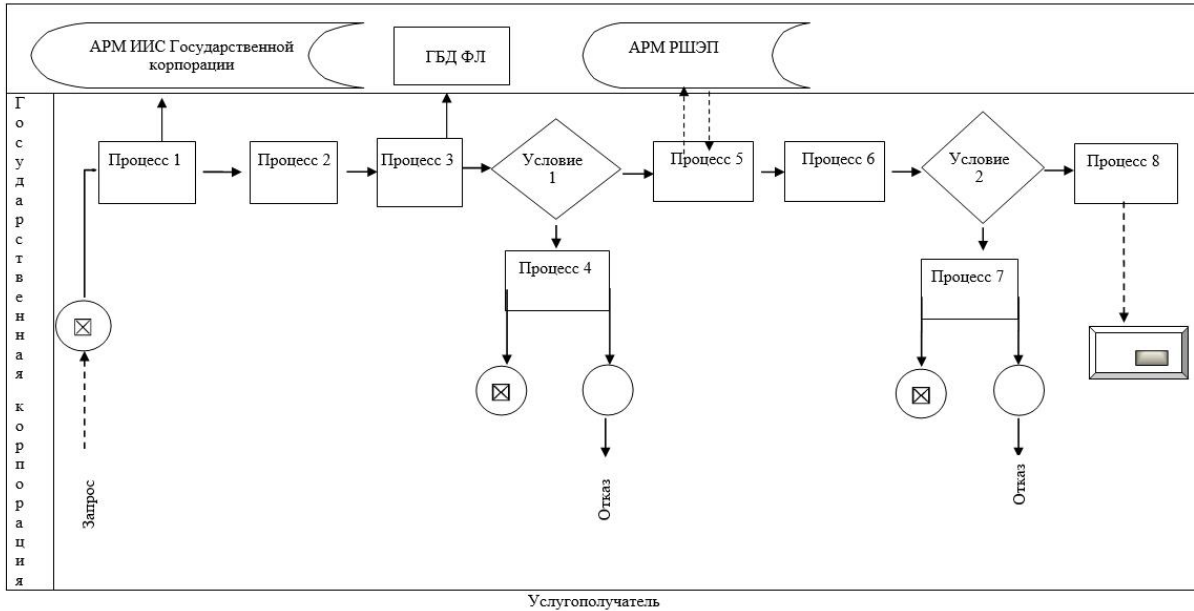 АРМ ИИС Государственной
корпорации
ГБД ФЛ
АРМ РШЭП
Государственная корпорация
Процесс 1
Процесс 2
Процесс 3
Условие
1
Процесс 5
Процесс 6
Условие
2
Процесс 8
Процесс 4
Процесс 7
Запрос
Отказ
Отказ
Услугополучатель